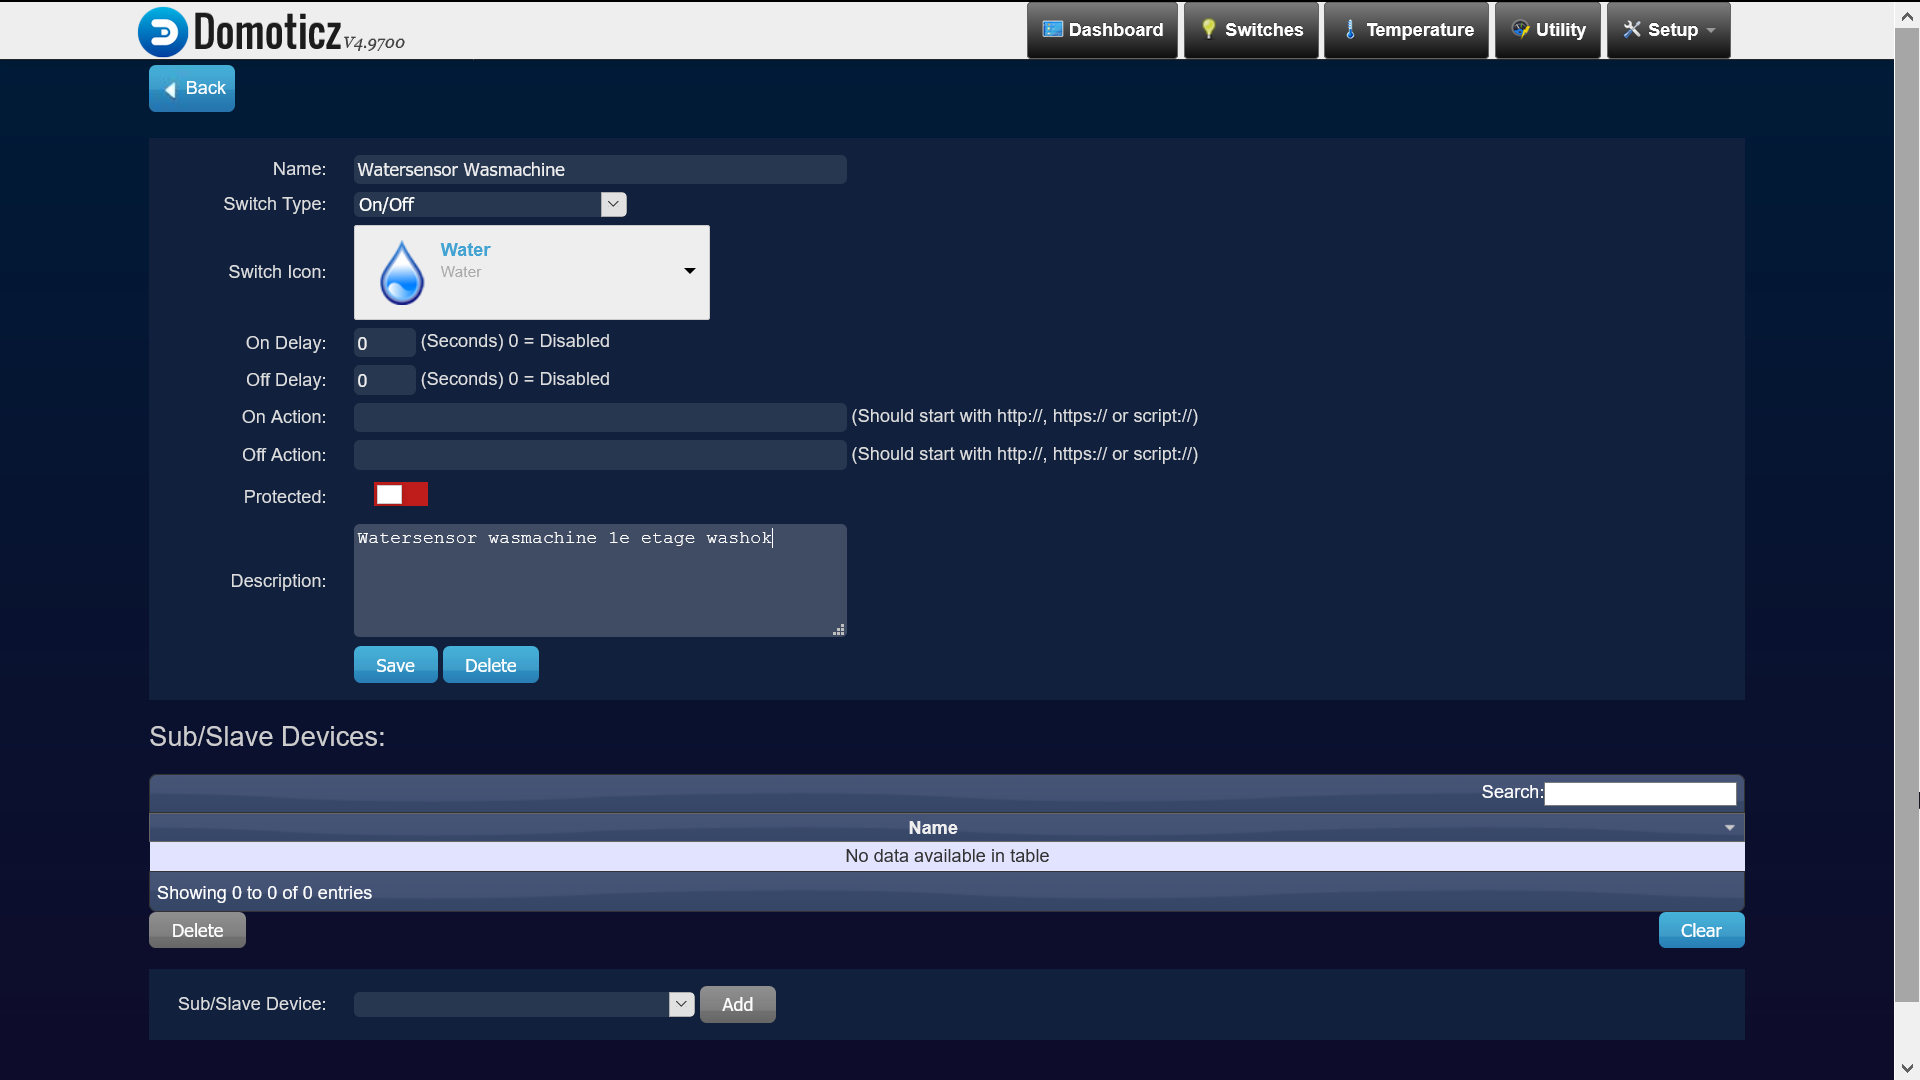 Domoticz V4.9700
Dashboard Switches Temperature Utility Setup
Back
Name: Watersensor Wasmachine
Switch Type: On/Off
Switch Icon: Water
Water
On Delay: 0 (Seconds) 0 = Disabled
Off Delay: 0 (Seconds) 0 = Disabled
On Action: (Should start with http://, https:// or script://)
Off Action: (Should start with http://, https:// or script://)
Protected:
Description: Watersensor wasmachine 1e etage washok
Save Delete
Sub/Slave Devices:
Search:
Name
No data available in table
Showing 0 to 0 of 0 entries
Delete Clear
Sub/Slave Device: Add